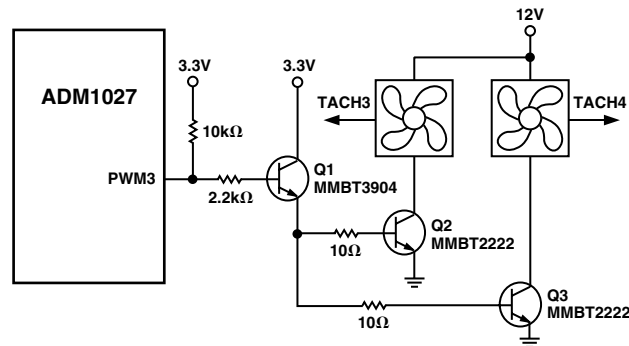 12V
3.3V
3.3V
ADM1027
TACH3
TACH4
10kΩ
PWM3
2.2kΩ
Q1
MMBT3904
10Ω
Q2
MMBT2222
10Ω
Q3
MMBT2222